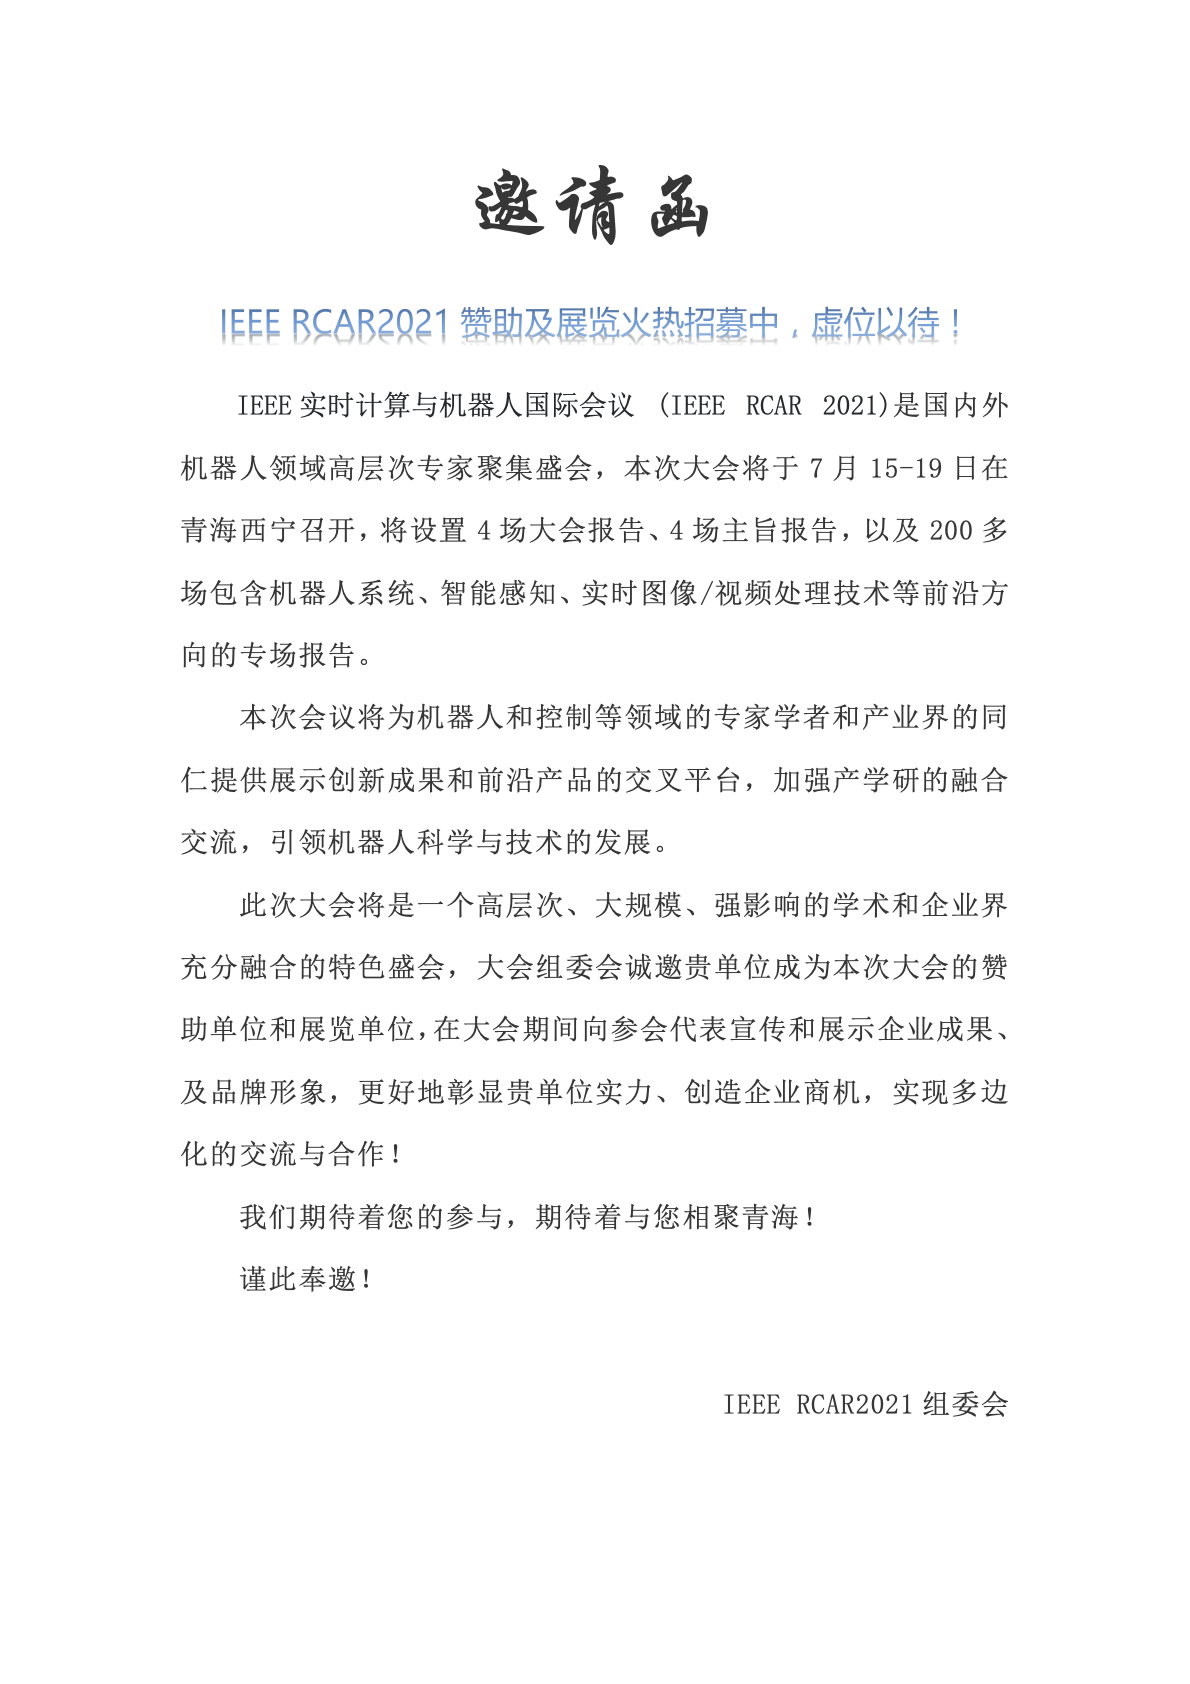 邀请函
IEEE RCAR2021 赞助及展览火热招募中，虚位以待！
IEEE 实时计算与机器人国际会议 (IEEE RCAR 2021)是国内外
机器人领域高层次专家聚集盛会，本次大会将于 7 月 15-19 日在
青海西宁召开，将设置 4 场大会报告、4 场主旨报告，以及 200 多
场包含机器人系统、智能感知、实时图像/视频处理技术等前沿方
向的专场报告。
本次会议将为机器人和控制等领域的专家学者和产业界的同
仁提供展示创新成果和前沿产品的交叉平台，加强产学研的融合
交流，引领机器人科学与技术的发展。
此次大会将是一个高层次、大规模、强影响的学术和企业界
充分融合的特色盛会，大会组委会诚邀贵单位成为本次大会的赞
助单位和展览单位，在大会期间向参会代表宣传和展示企业成果、
及品牌形象，更好地彰显贵单位实力、创造企业商机，实现多边
化的交流与合作！
我们期待着您的参与，期待着与您相聚青海！
谨此奉邀！
IEEE RCAR2021 组委会